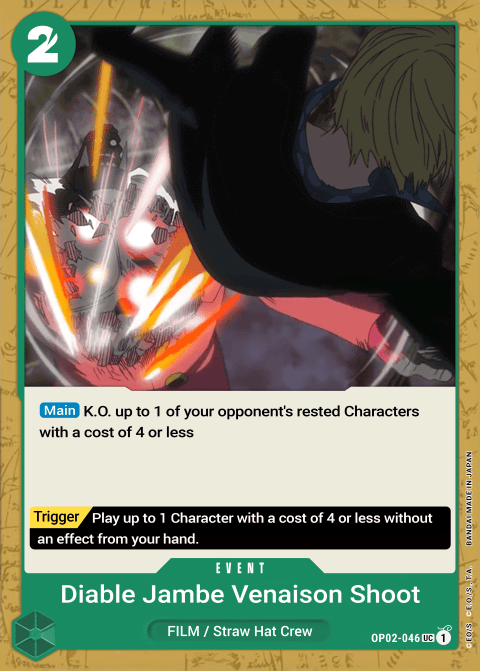 2
Main K.O. up to 1 of your opponent's rested Characters
with a cost of 4 or less
Trigger Play up to 1 Character with a cost of 4 or less without
an effect from your hand.
EVENT
Diable Jambe Venaison Shoot
FILM / Straw Hat Crew
OP02-046 UC 1
BANDAI MADE IN JAPAN